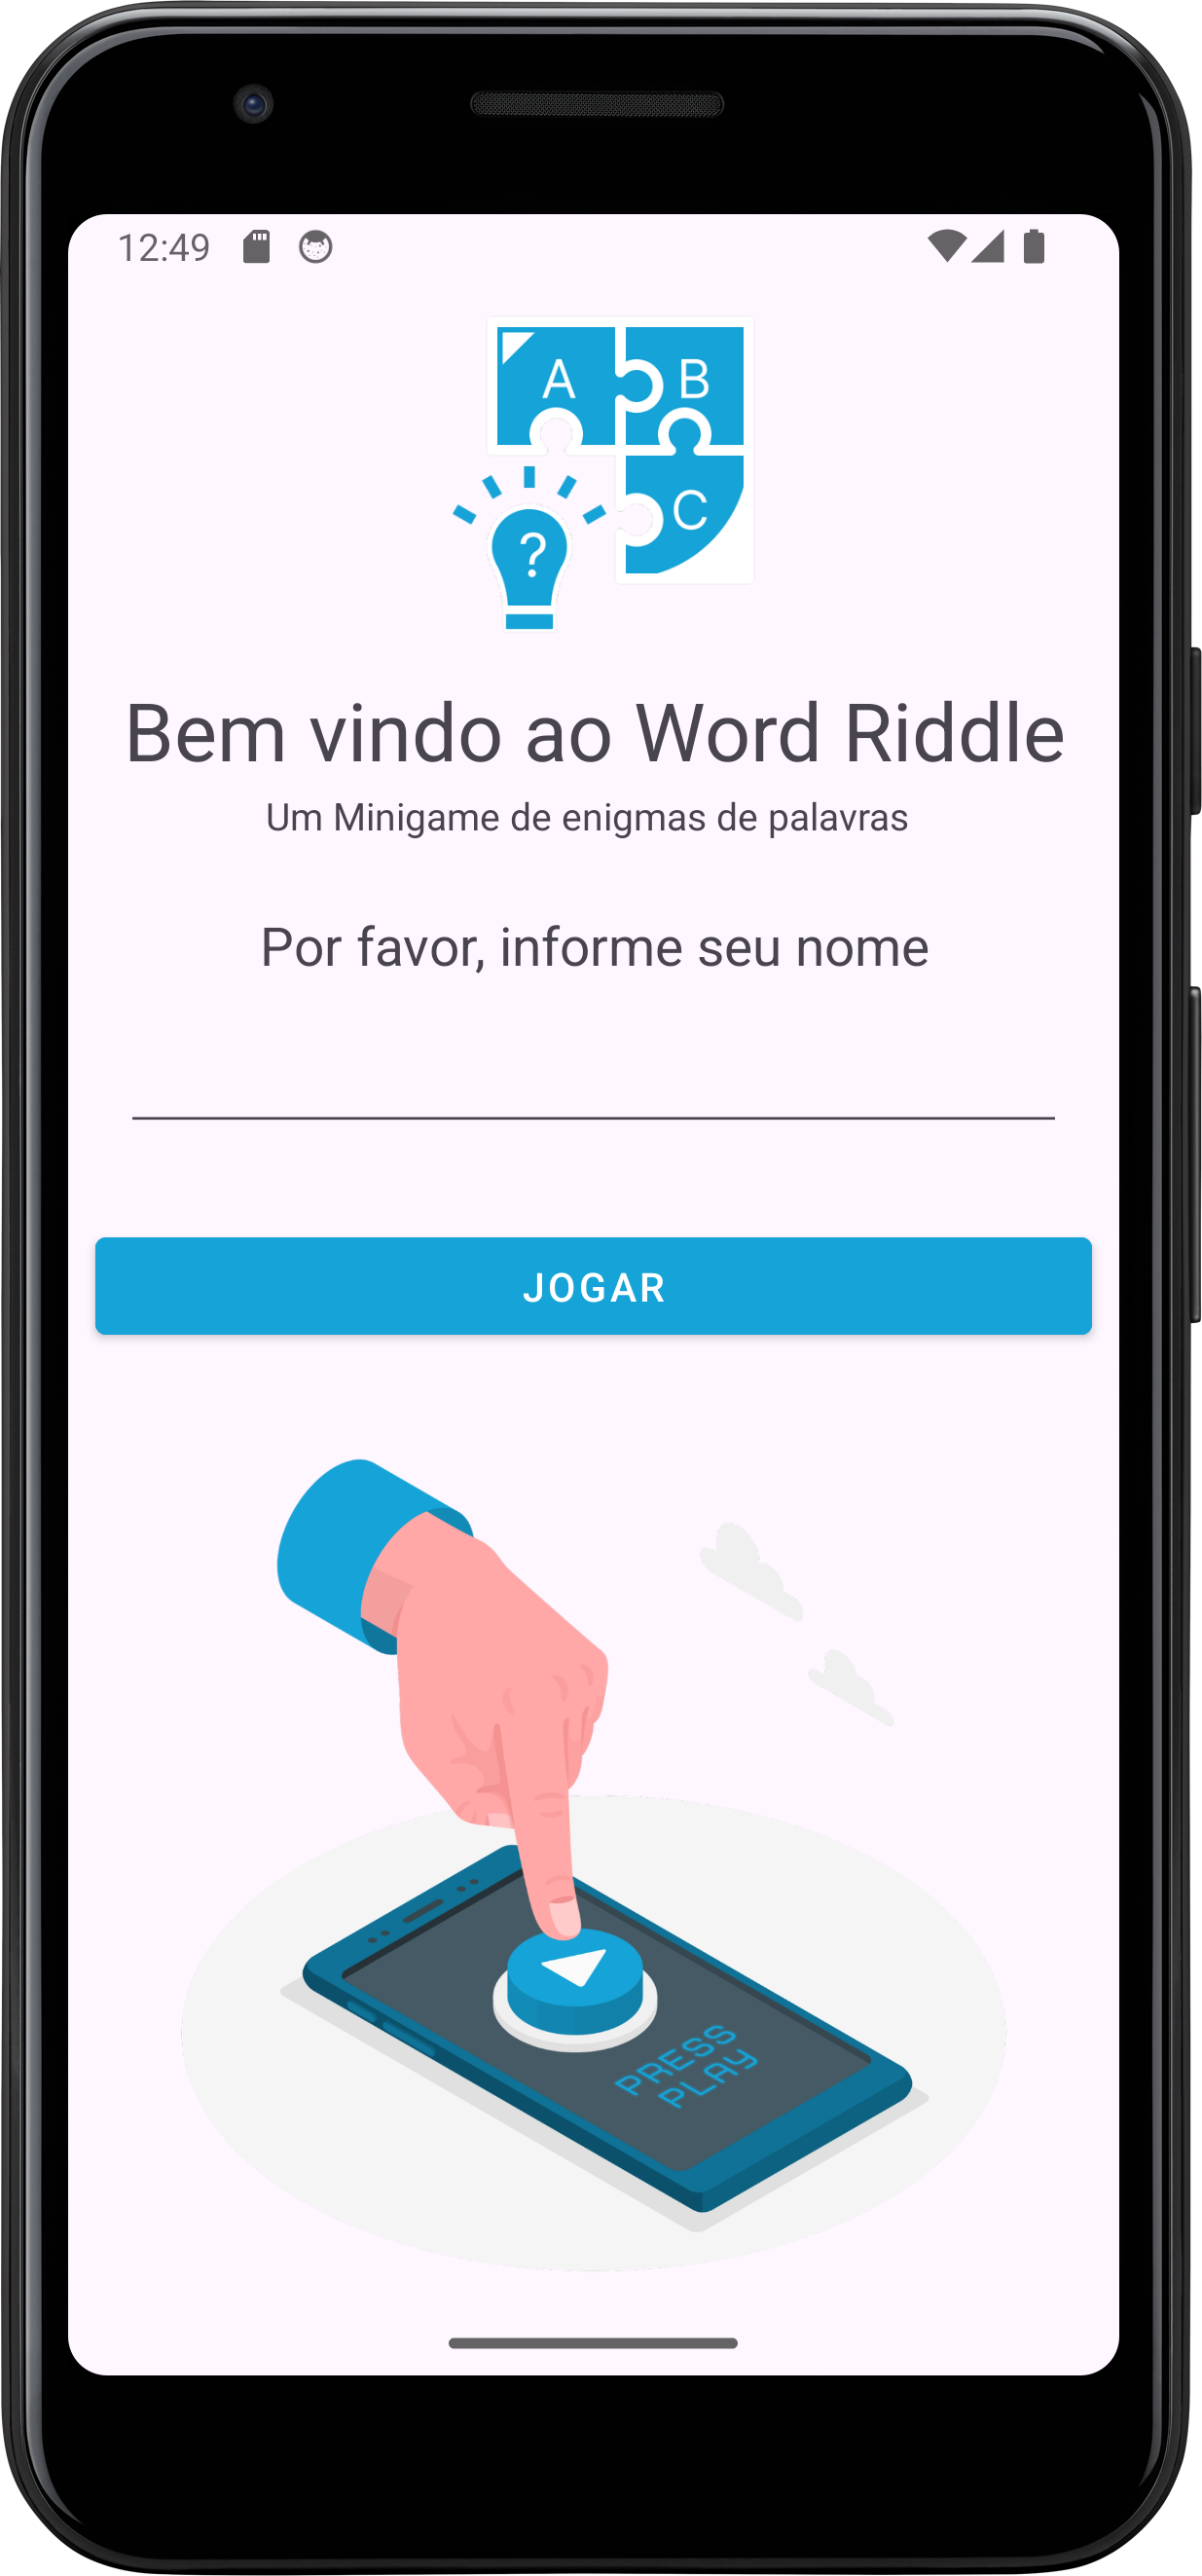 12:49
A B
C
?
Bem vindo ao Word Riddle
Um Minigame de enigmas de palavras
Por favor, informe seu nome
JOGAR
PRESS
PLAY